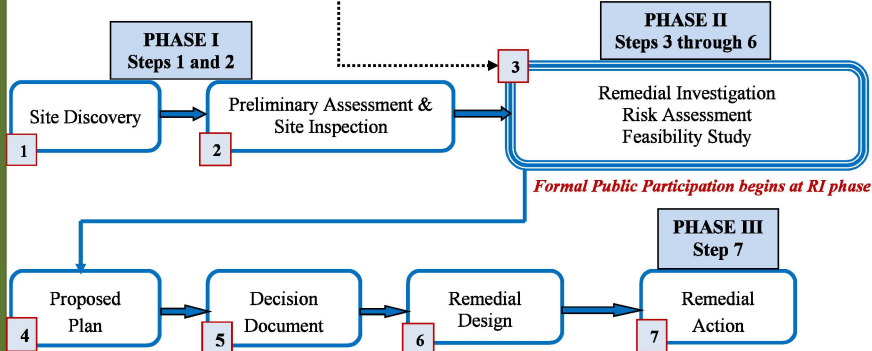 PHASE I
Steps 1 and 2
PHASE II
Steps 3 through 6
Site Discovery
1
Preliminary Assessment &
Site Inspection
2
3
Remedial Investigation
Risk Assessment
Feasibility Study
Formal Public Participation begins at RI phase
PHASE III
Step 7
Proposed
Plan
4
Decision
Document
5
Remedial
Design
6
Remedial
Action
7